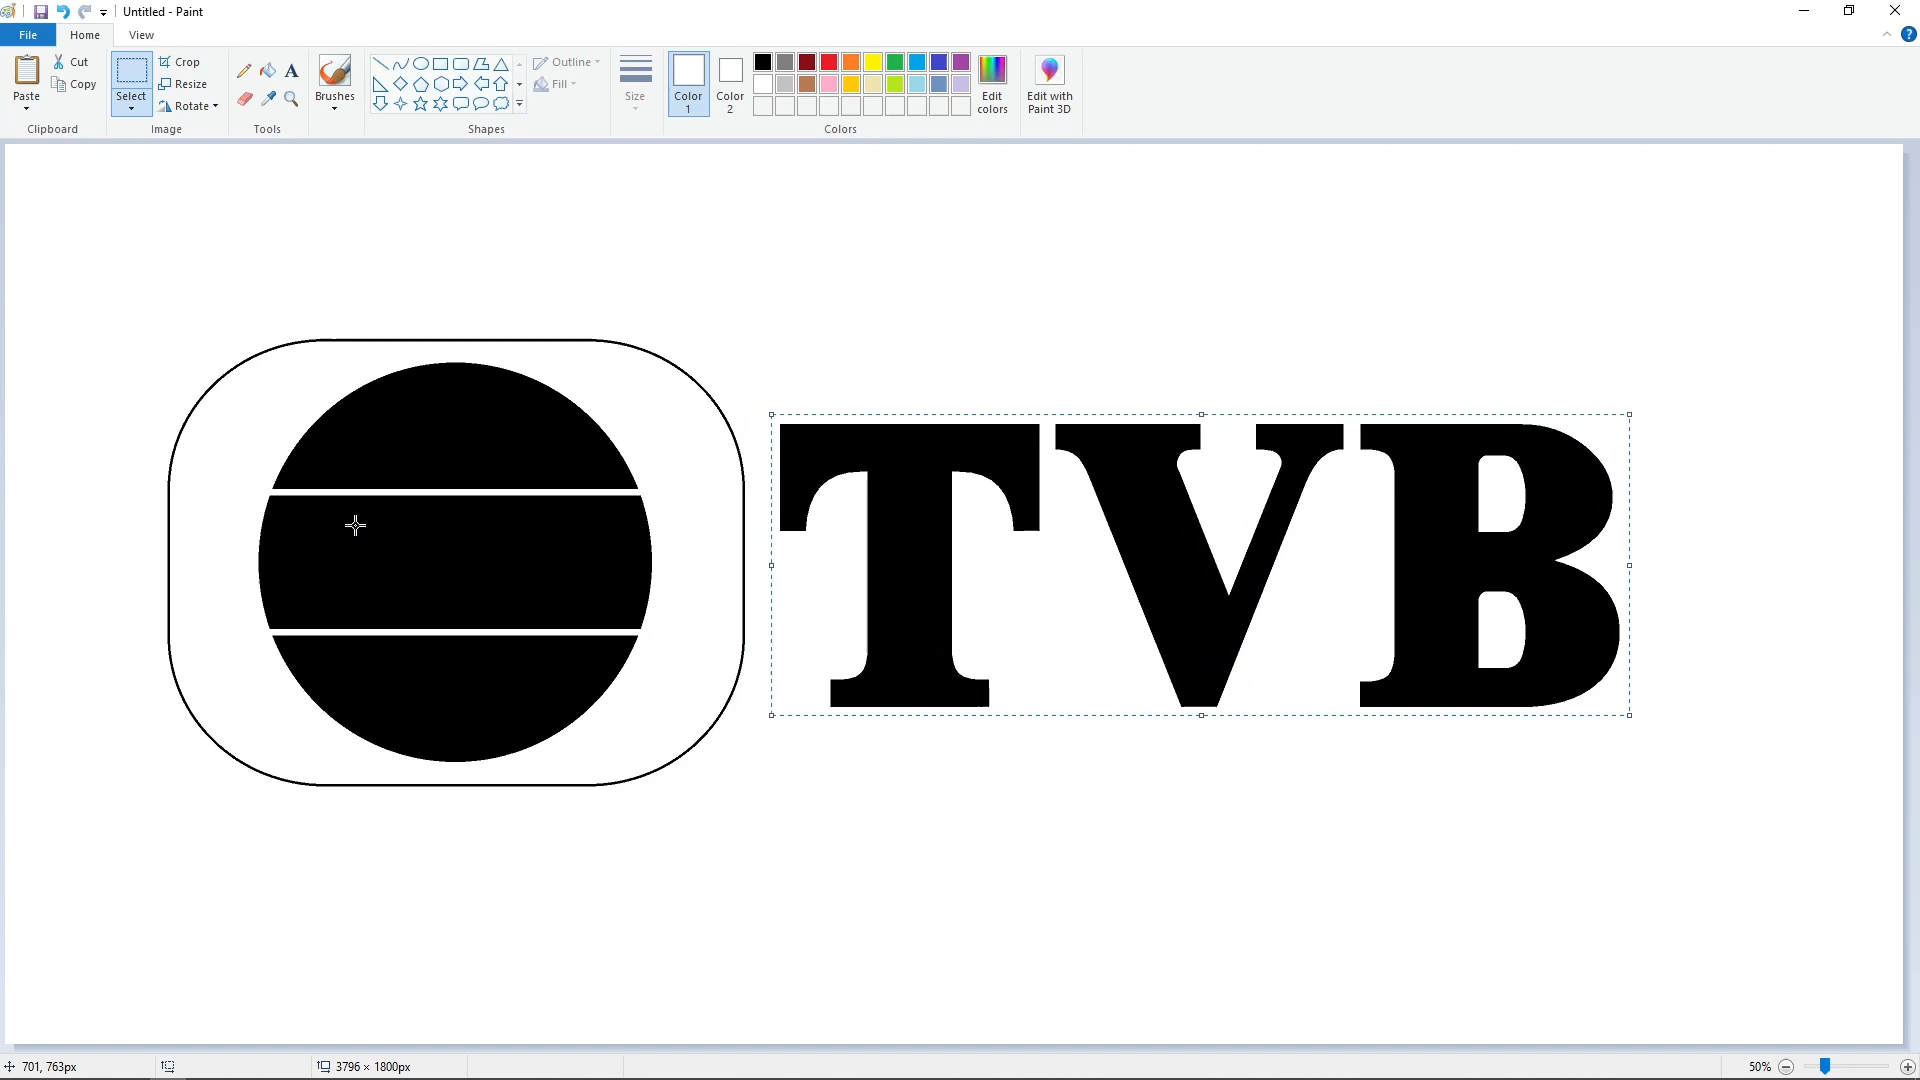 Untitled - Paint
File
Home
View
Paste
Cut
Copy
Clipboard
Select
Crop
Resize
Rotate
Image
A
Tools
Brushes
Shapes
Outline
Fill
Size
Color
1
Color
2
Colors
Edit
colors
Edit with
Paint 3D
?
TVB
701, 763px
3796 × 1800px
50%